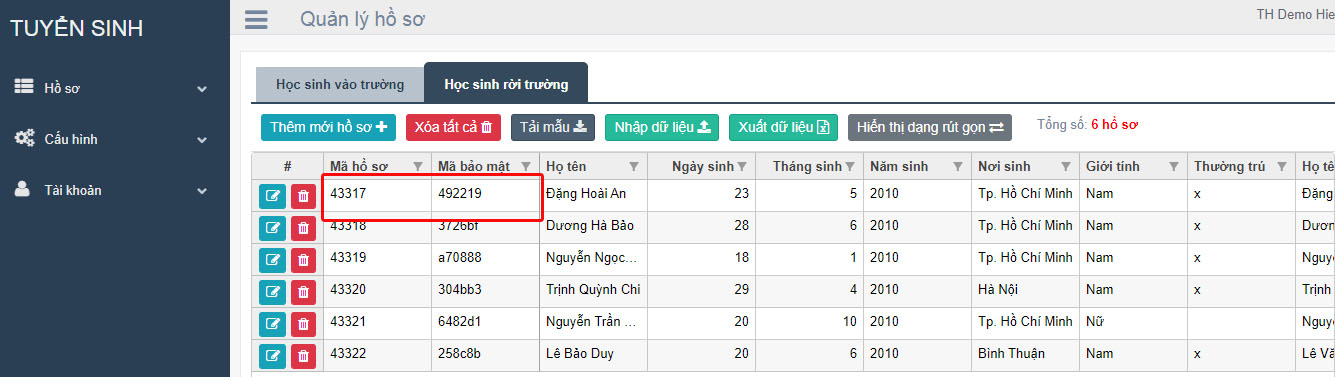 TUYỂN SINH
Quản lý hồ sơ
TH Demo Hie
Hồ sơ
Cấu hình
Tài khoản
Học sinh vào trường Học sinh rời trường
Thêm mới hồ sơ Xóa tất cả Tải mẫu Nhập dữ liệu Xuất dữ liệu Hiển thị dạng rút gọn Tổng số: 6 hồ sơ
# Mã hồ sơ Mã bảo mật Họ tên Ngày sinh Tháng sinh Năm sinh Nơi sinh Giới tính Thường trú Họ tê
43317 492219 Đặng Hoài An 23 5 2010 Tp. Hồ Chí Minh Nam x Đặng
43318 3726bf Dương Hà Bảo 28 6 2010 Tp. Hồ Chí Minh Nam x Dươn
43319 a70888 Nguyễn Ngọc... 18 1 2010 Tp. Hồ Chí Minh Nam x Nguyễ
43320 304bb3 Trịnh Quỳnh Chi 29 4 2010 Hà Nội Nam x Trịnh
43321 6482d1 Nguyễn Trần ... 20 10 2010 Tp. Hồ Chí Minh Nữ Nguyễ
43322 258c8b Lê Bảo Duy 20 6 2010 Bình Thuận Nam x Lê Vă